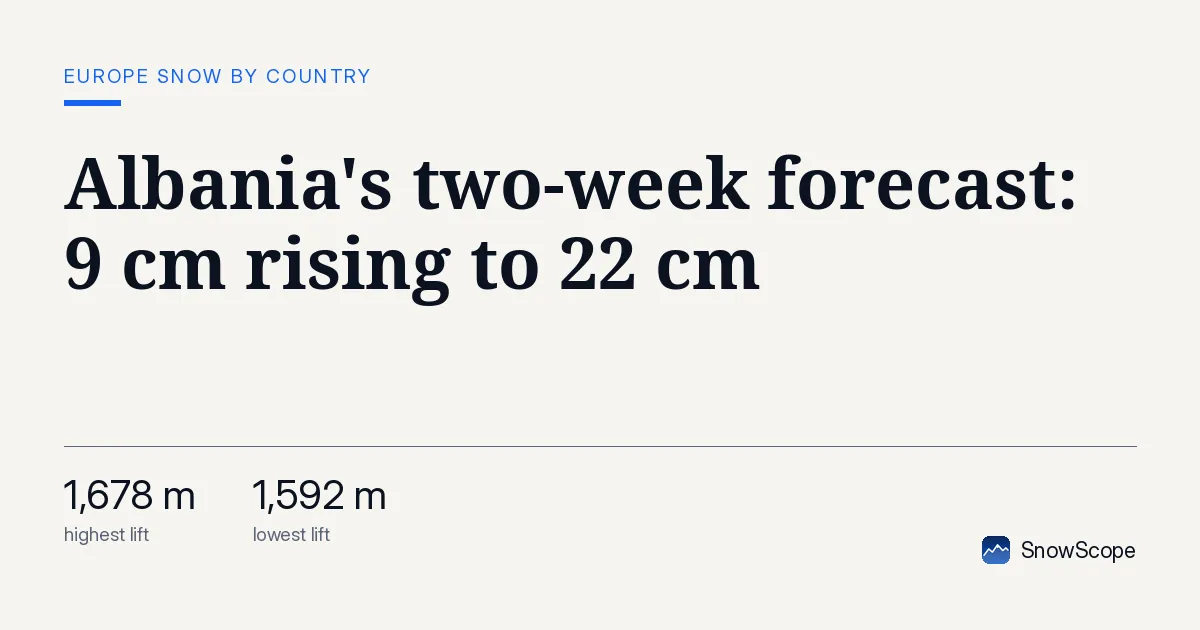 EUROPE SNOW BY COUNTRY
Albania's two-week forecast:
9 cm rising to 22 cm
1,678 m 1,592 m
highest lift lowest lift
SnowScope